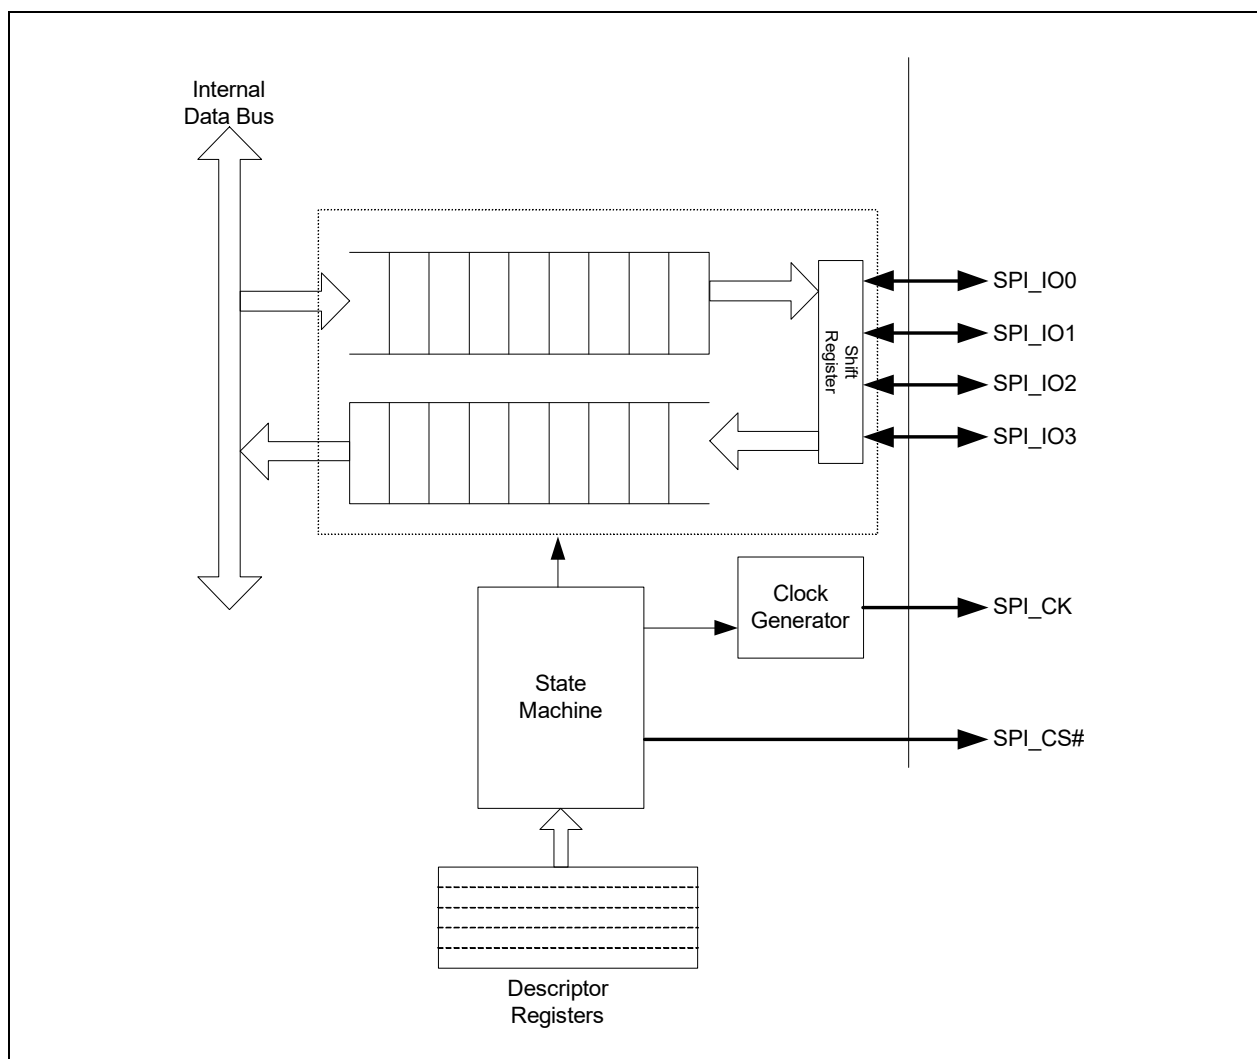 Internal
Data Bus
SPI_IO0
SPI_IO1
SPI_IO2
SPI_IO3
Shift
Register
Clock
Generator
SPI_CK
State
Machine
SPI_CS#
Descriptor
Registers